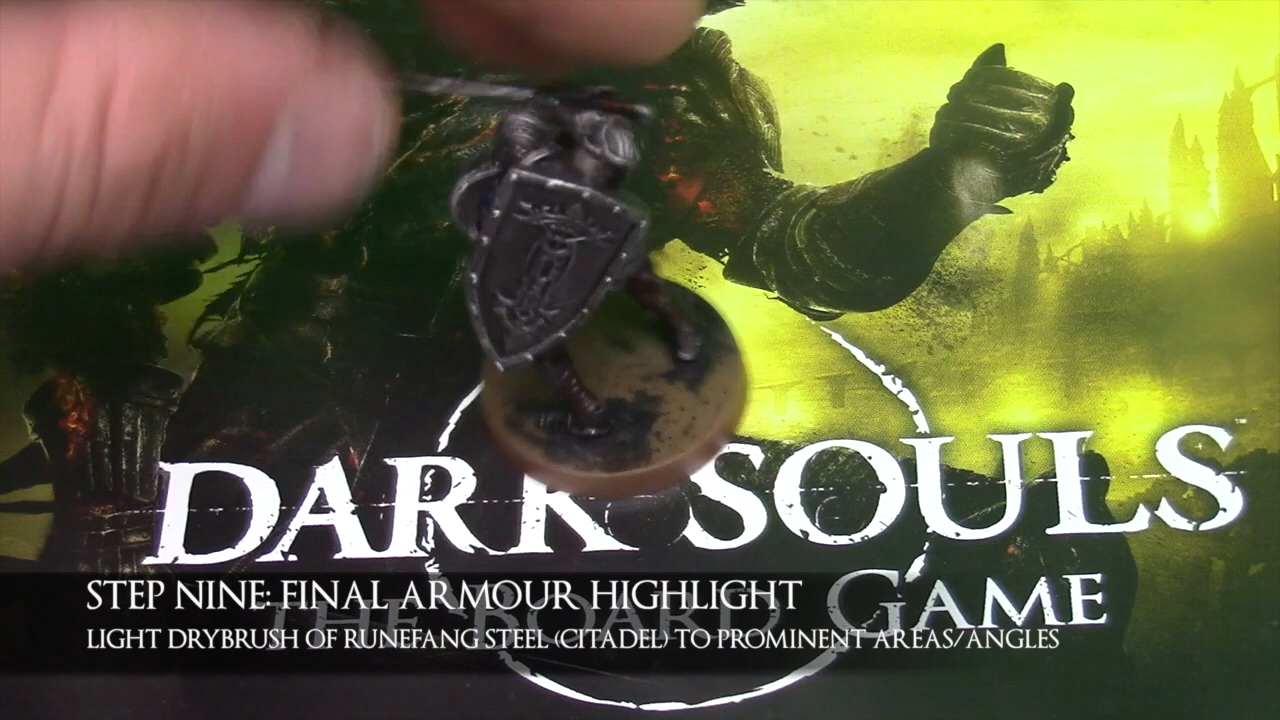 DARK SOULS™
THE BOARD GAME
STEP NINE: FINAL ARMOUR HIGHLIGHT
LIGHT DRYBRUSH OF RUNEFANG STEEL (CITADEL) TO PROMINENT AREAS/ANGLES